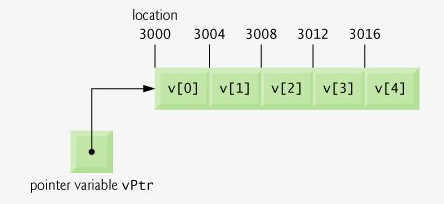 location
3000 3004 3008 3012 3016
v[0] v[1] v[2] v[3] v[4]
pointer variable vPtr